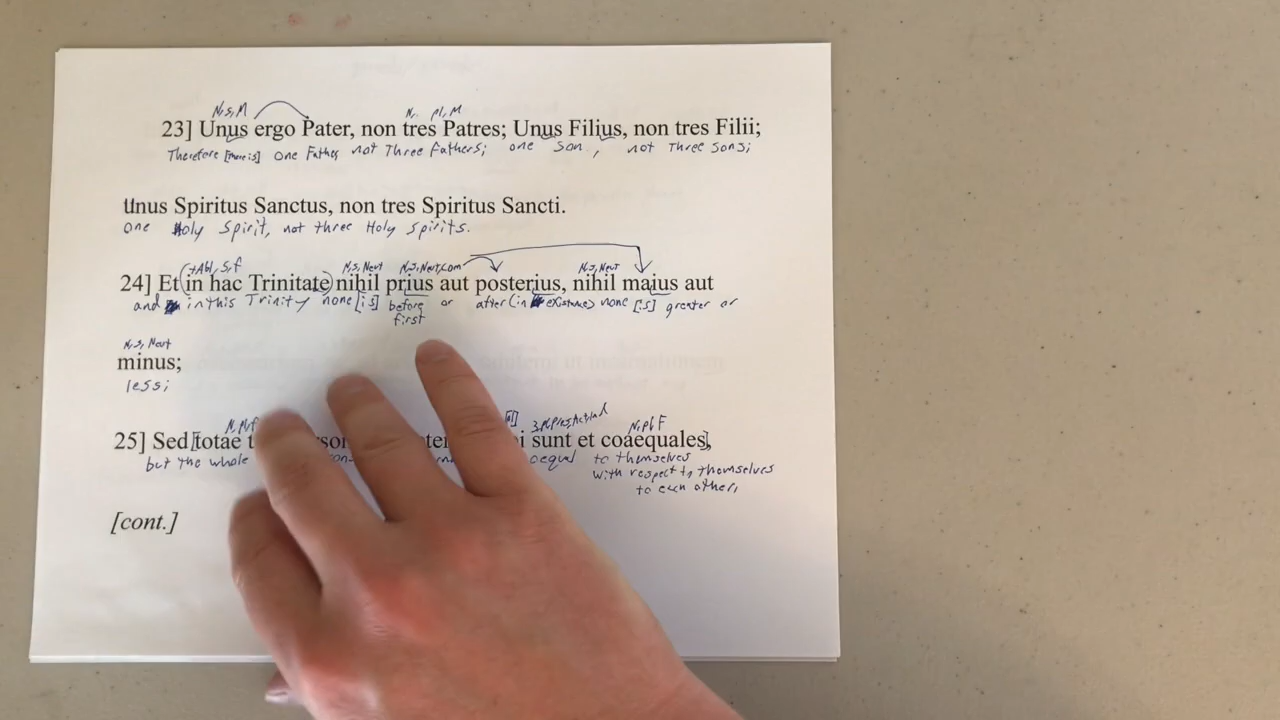 N,s,M N. pl, M
23] Unus ergo Pater, non tres Patres; Unus Filius, non tres Filii;
Therefore [there is] one Father not Three fathers; one son, not Three sons;
Unus Spiritus Sanctus, non tres Spiritus Sancti.
one Holy Spirit, not three Holy Spirits.
(+Abl, S, f N,S,Neut N,S,Neut,com N,S,Neut
24] Et in hac Trinitate) nihil prius aut posterius, nihil maius aut
and in this Trinity none [is] before or after (in existance) none [is] greater or
first
N,S, Neut
minus;
less;
N,pl,f 3,pl,Pres,Act,Ind N,pl, F
25] Sed [totae sunt et coaequales],
but the whole coequal to themselves
with respect to themselves
to each other,
[cont.]